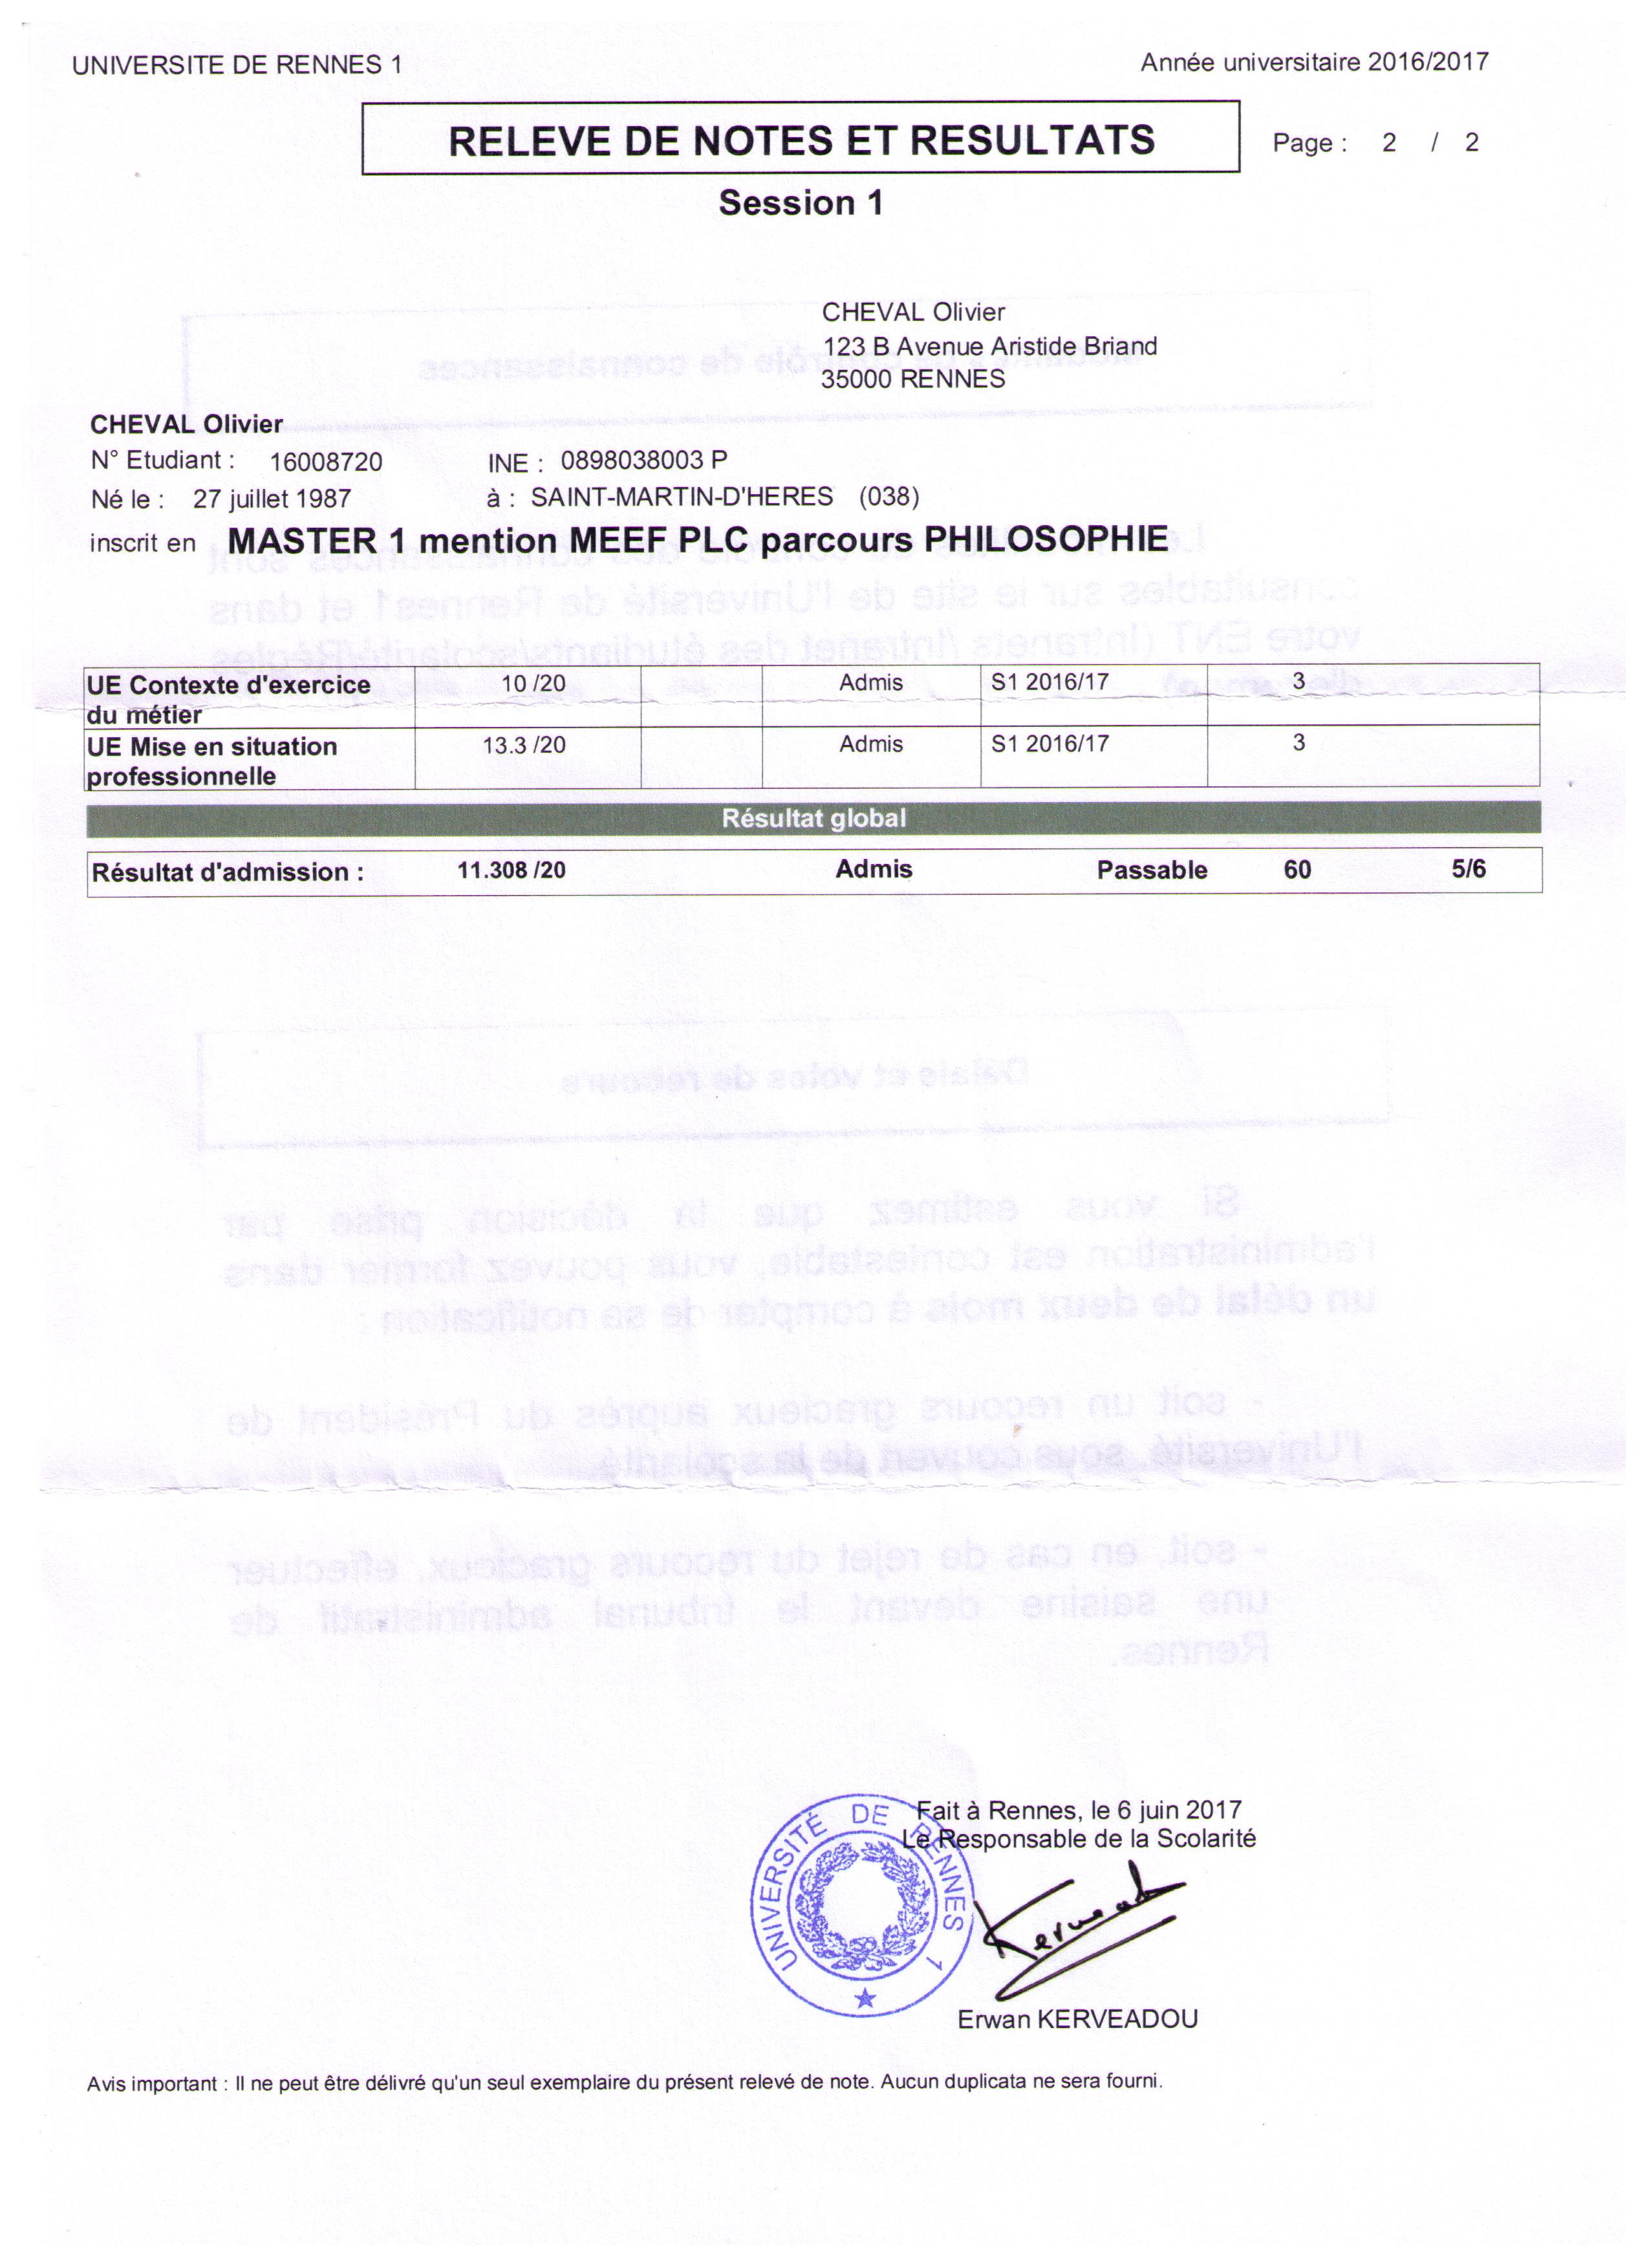 UNIVERSITE DE RENNES 1
Année universitaire 2016/2017
RELEVE DE NOTES ET RESULTATS
Page : 2 / 2
Session 1
CHEVAL Olivier
123 B Avenue Aristide Briand
35000 RENNES
CHEVAL Olivier
N° Etudiant : 16008720 INE : 0898038003 P
Né le : 27 juillet 1987 à : SAINT-MARTIN-D'HERES (038)
inscrit en MASTER 1 mention MEEF PLC parcours PHILOSOPHIE
UE Contexte d'exercice 10 /20 Admis S1 2016/17 3
du métier
UE Mise en situation 13.3 /20 Admis S1 2016/17 3
professionnelle
Résultat global
Résultat d'admission : 11.308 /20 Admis Passable 60 5/6
Fait à Rennes, le 6 juin 2017
Le Responsable de la Scolarité
UNIVERSITÉ DE RENNES 1
Erwan KERVEADOU
Avis important : Il ne peut être délivré qu'un seul exemplaire du présent relevé de note. Aucun duplicata ne sera fourni.